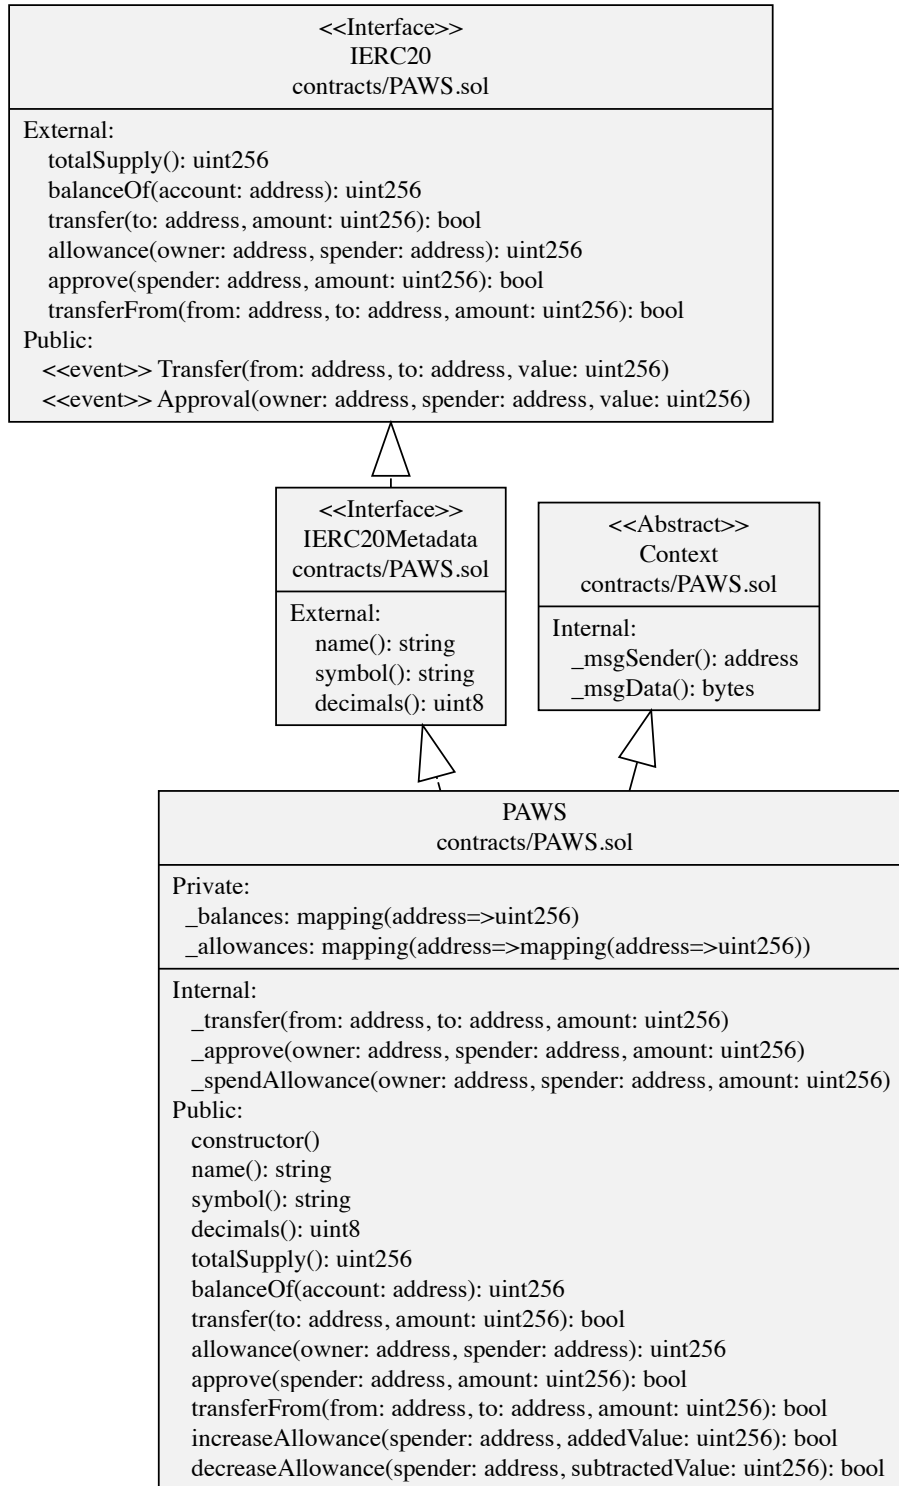 <<Interface>>
IERC20
contracts/PAWS.sol
External:
totalSupply(): uint256
balanceOf(account: address): uint256
transfer(to: address, amount: uint256): bool
allowance(owner: address, spender: address): uint256
approve(spender: address, amount: uint256): bool
transferFrom(from: address, to: address, amount: uint256): bool
Public:
<<event>> Transfer(from: address, to: address, value: uint256)
<<event>> Approval(owner: address, spender: address, value: uint256)
<<Interface>>
IERC20Metadata
contracts/PAWS.sol
External:
name(): string
symbol(): string
decimals(): uint8
<<Abstract>>
Context
contracts/PAWS.sol
Internal:
_msgSender(): address
_msgData(): bytes
PAWS
contracts/PAWS.sol
Private:
_balances: mapping(address=>uint256)
_allowances: mapping(address=>mapping(address=>uint256))
Internal:
_transfer(from: address, to: address, amount: uint256)
_approve(owner: address, spender: address, amount: uint256)
_spendAllowance(owner: address, spender: address, amount: uint256)
Public:
constructor()
name(): string
symbol(): string
decimals(): uint8
totalSupply(): uint256
balanceOf(account: address): uint256
transfer(to: address, amount: uint256): bool
allowance(owner: address, spender: address): uint256
approve(spender: address, amount: uint256): bool
transferFrom(from: address, to: address, amount: uint256): bool
increaseAllowance(spender: address, addedValue: uint256): bool
decreaseAllowance(spender: address, subtractedValue: uint256): bool